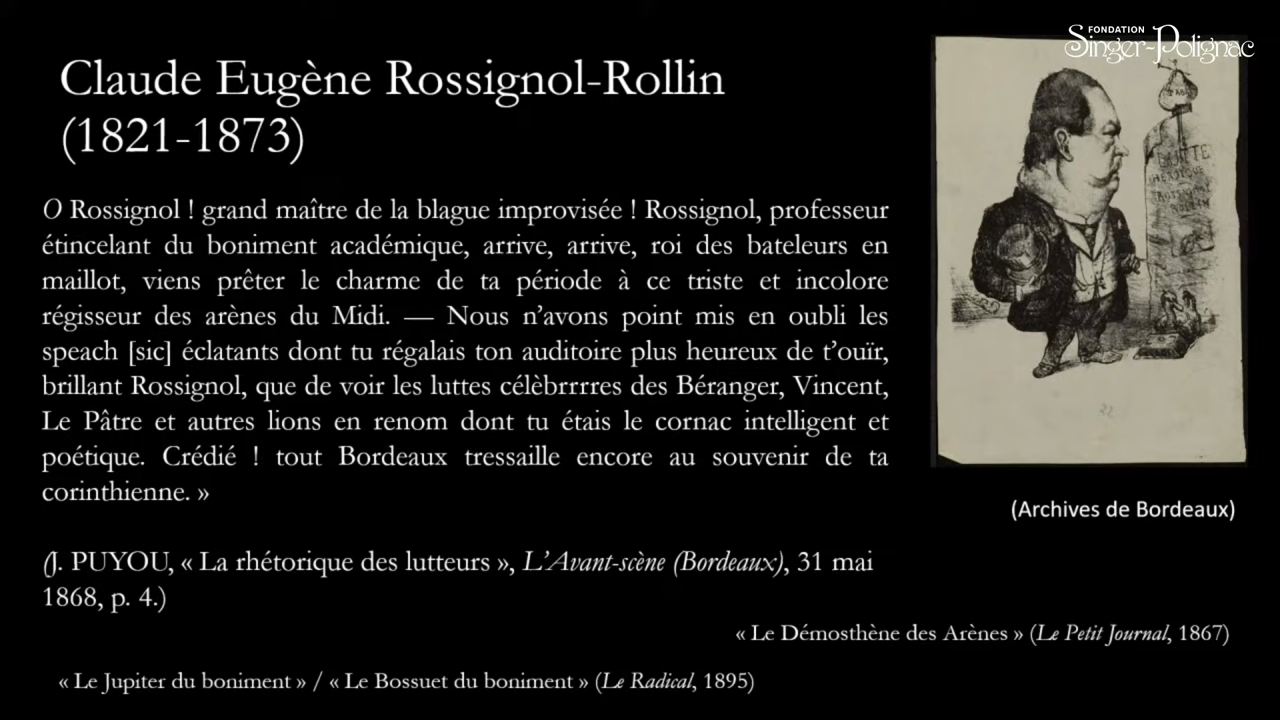 FONDATION
Singer-Polignac
Claude Eugène Rossignol-Rollin
(1821-1873)
O Rossignol ! grand maître de la blague improvisée ! Rossignol, professeur
étincelant du boniment académique, arrive, arrive, roi des bateleurs en
maillot, viens prêter le charme de ta période à ce triste et incolore
régisseur des arènes du Midi. — Nous n’avons point mis en oubli les
speach [sic] éclatants dont tu régalais ton auditoire plus heureux de t’ouïr,
brillant Rossignol, que de voir les luttes célèbrrrres des Béranger, Vincent,
Le Pâtre et autres lions en renom dont tu étais le cornac intelligent et
poétique. Crédié ! tout Bordeaux tressaille encore au souvenir de ta
corinthienne. »
(J. PUYOU, « La rhétorique des lutteurs », L’Avant-scène (Bordeaux), 31 mai
1868, p. 4.)
LUTTE
22
(Archives de Bordeaux)
« Le Démosthène des Arènes » (Le Petit Journal, 1867)
« Le Jupiter du boniment » / « Le Bossuet du boniment » (Le Radical, 1895)